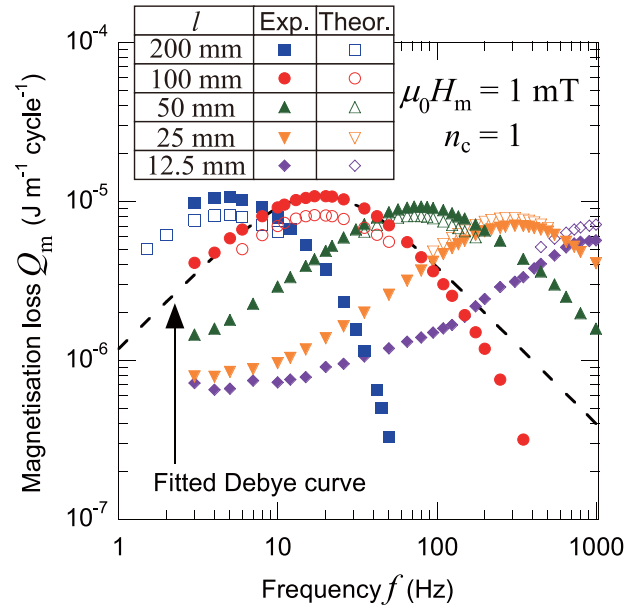 l Exp. Theor.
200 mm
100 mm
50 mm
25 mm
12.5 mm
μ₀Hₘ = 1 mT
n_c = 1
Magnetisation loss Qₘ (J m⁻¹ cycle⁻¹)
10⁻⁴
10⁻⁵
10⁻⁶
10⁻⁷
Fitted Debye curve
1 10 100 1000
Frequency f (Hz)